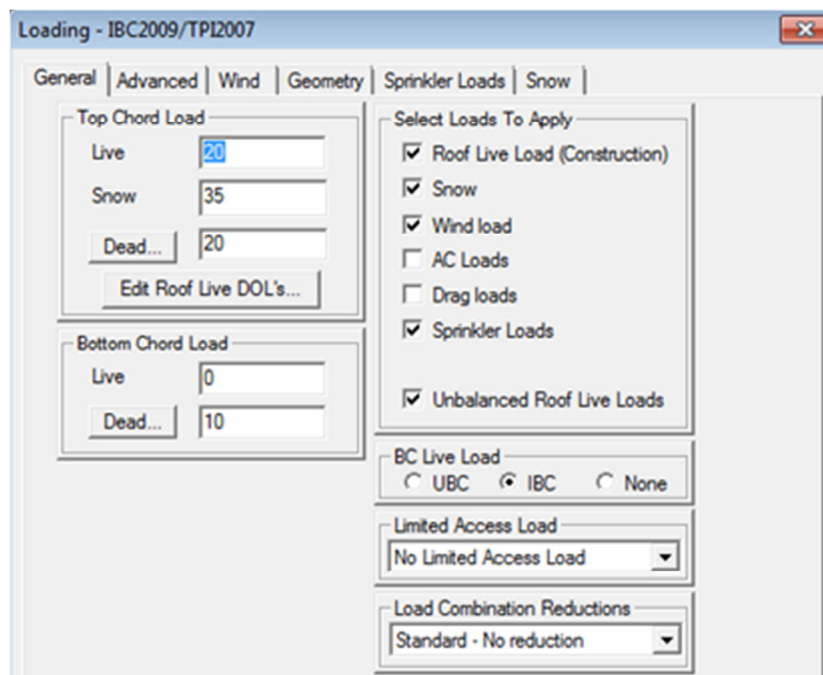 Loading - IBC2009/TPI2007
General Advanced Wind Geometry Sprinkler Loads Snow
Top Chord Load
Live 20
Snow 35
Dead... 20
Edit Roof Live DOL's...
Bottom Chord Load
Live 0
Dead... 10
Select Loads To Apply
Roof Live Load (Construction)
Snow
Wind load
AC Loads
Drag loads
Sprinkler Loads
Unbalanced Roof Live Loads
BC Live Load
UBC IBC None
Limited Access Load
No Limited Access Load
Load Combination Reductions
Standard - No reduction